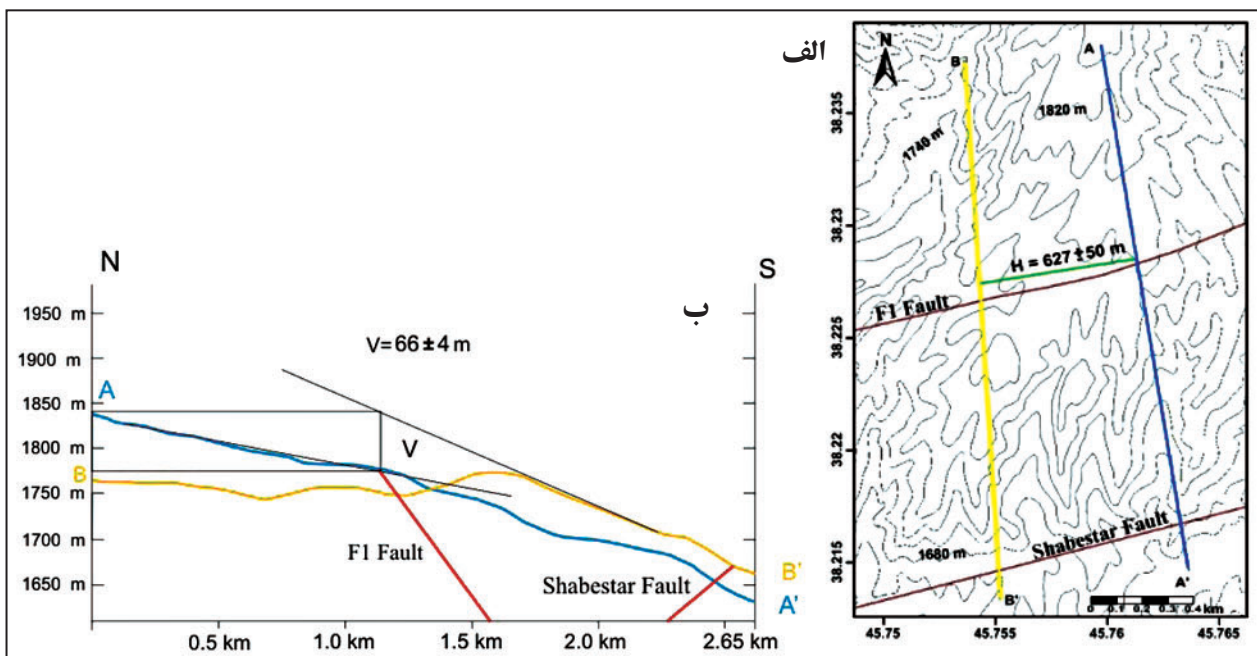 الف
N
A
B
1820 m
1740 m
38.235
38.23
38.225
38.22
38.215
H = 627±50 m
F1 Fault
Shabestar Fault
1680 m
B'
A'
0 0.1 0.2 0.3 0.4 km
45.75 45.755 45.76 45.765
ب
N
S
1950 m
1900 m
1850 m
1800 m
1750 m
1700 m
1650 m
V=66±4 m
A
V
B
F1 Fault
Shabestar Fault
B'
A'
0.5 km 1.0 km 1.5 km 2.0 km 2.65 km